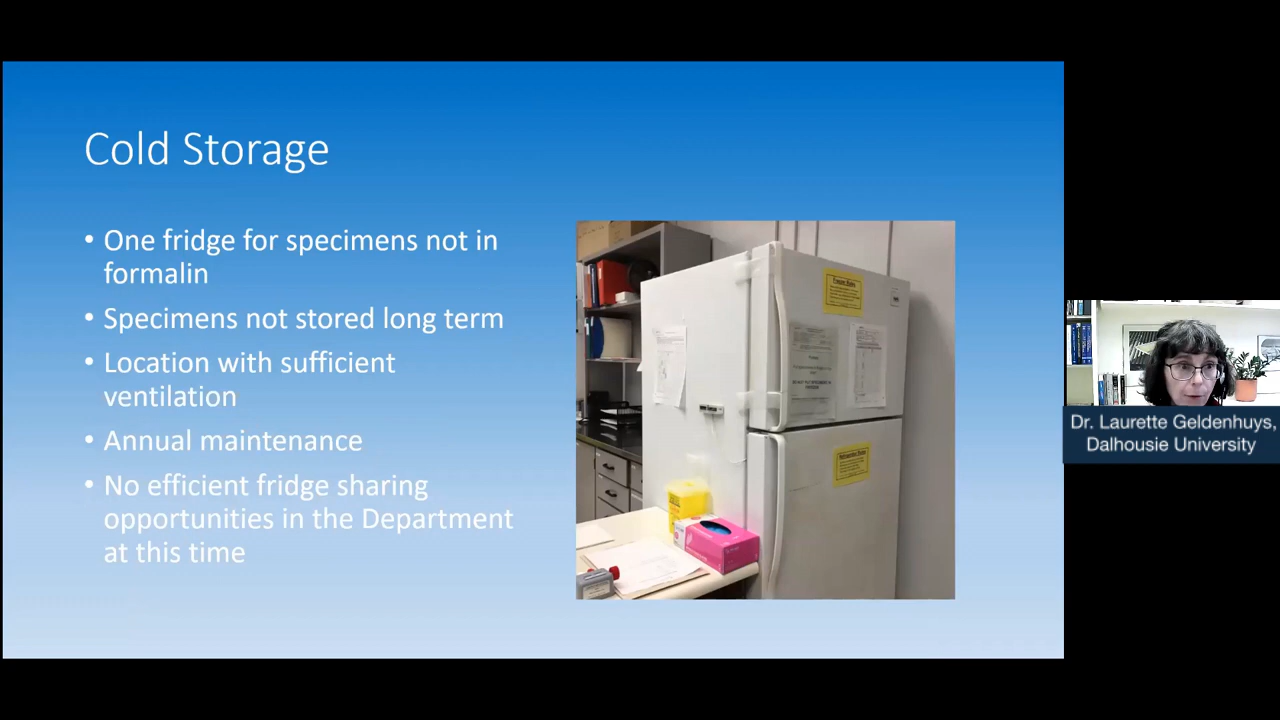 Cold Storage
• One fridge for specimens not in
formalin
• Specimens not stored long term
• Location with sufficient
ventilation
• Annual maintenance
• No efficient fridge sharing
opportunities in the Department
at this time
Dr. Laurette Geldenhuys,
Dalhousie University